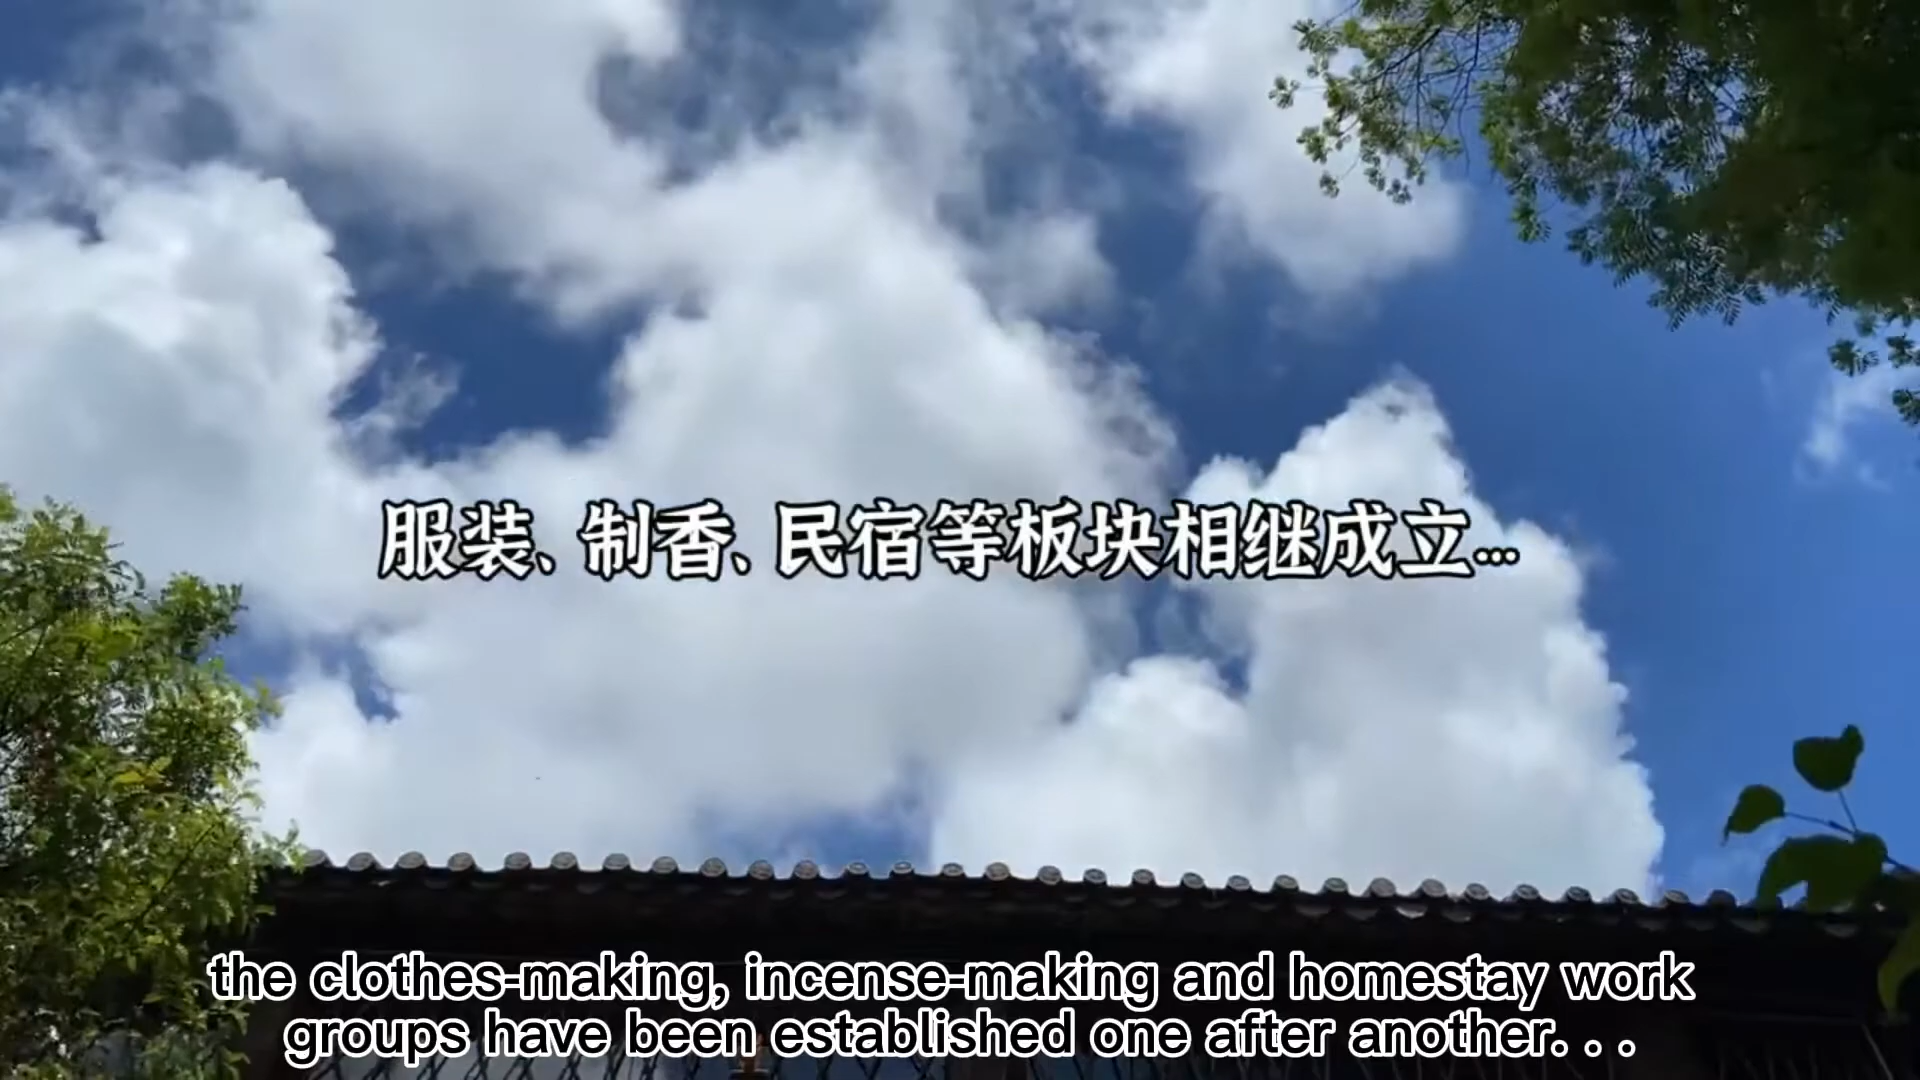 服装、制香、民宿等板块相继成立...
the clothes-making, incense-making and homestay work
groups have been established one after another. . .